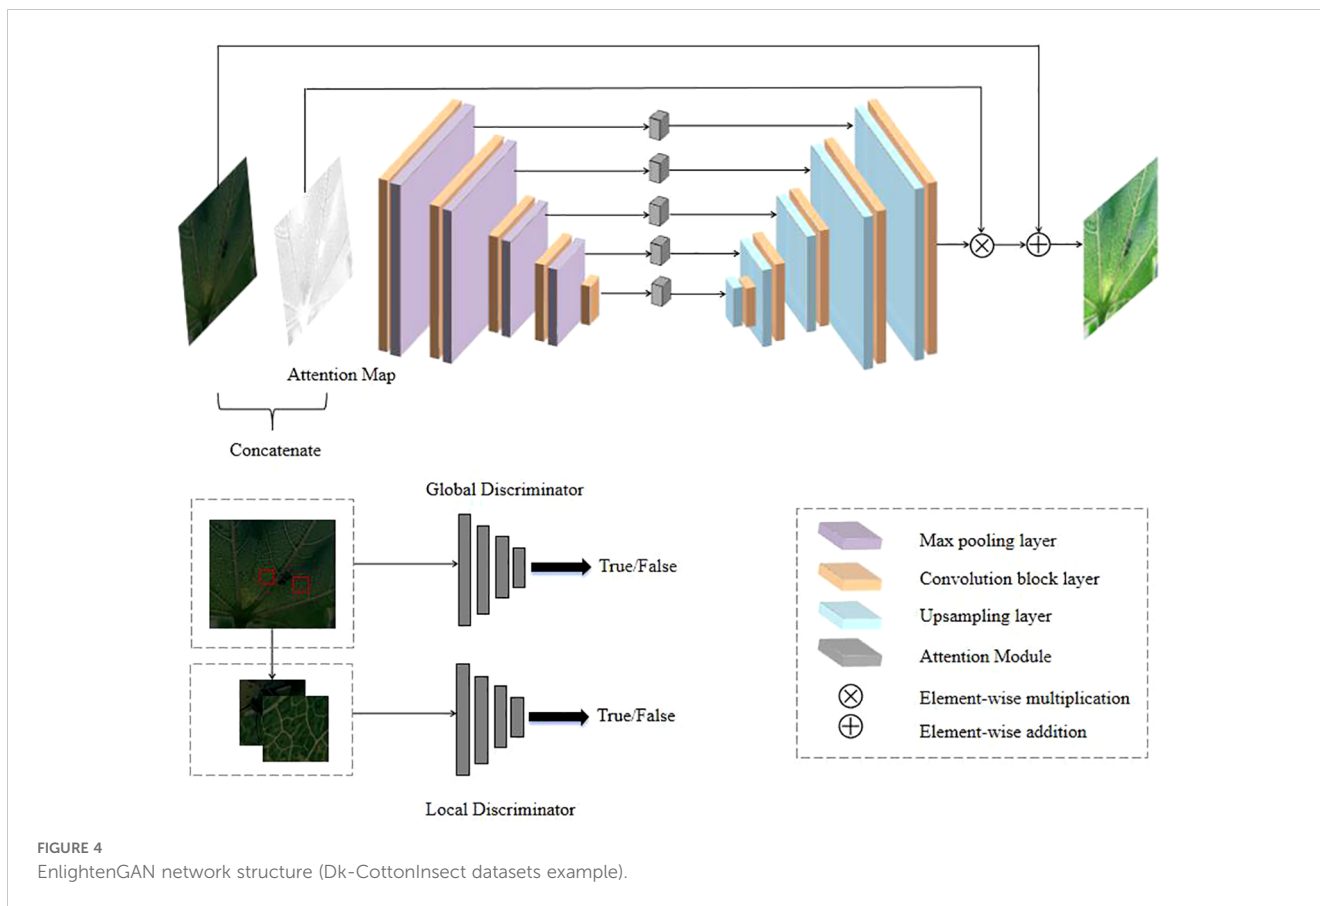 Attention Map
Concatenate
Global Discriminator
True/False
True/False
Local Discriminator
Max pooling layer
Convolution block layer
Upsampling layer
Attention Module
Element-wise multiplication
Element-wise addition
FIGURE 4
EnlightenGAN network structure (Dk-CottonInsect datasets example).